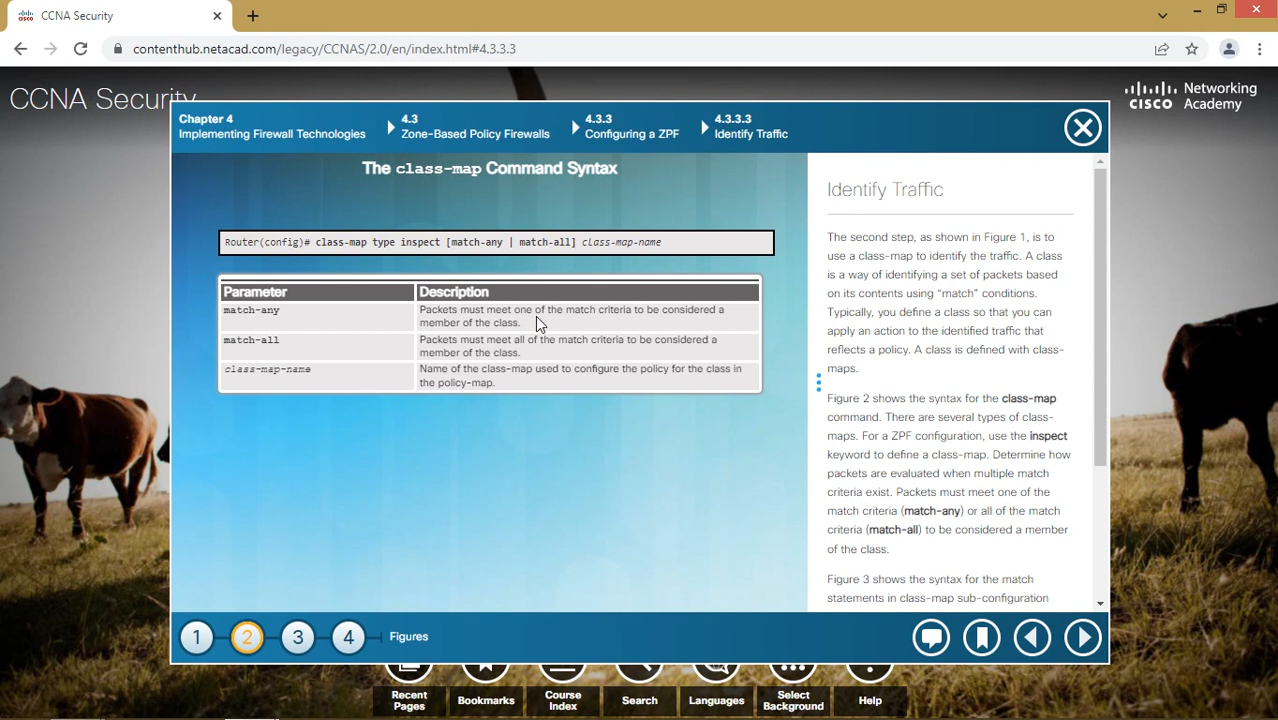 CCNA Security
contenthub.netacad.com/legacy/CCNAS/2.0/en/index.html#4.3.3.3
CCNA Security
Networking
CISCO Academy
Chapter 4
Implementing Firewall Technologies
4.3
Zone-Based Policy Firewalls
4.3.3
Configuring a ZPF
4.3.3.3
Identify Traffic
The class-map Command Syntax
Router(config)# class-map type inspect [match-any | match-all] class-map-name
Parameter Description
match-any Packets must meet one of the match criteria to be considered a
member of the class.
match-all Packets must meet all of the match criteria to be considered a
member of the class.
class-map-name Name of the class-map used to configure the policy for the class in
the policy-map.
Identify Traffic
The second step, as shown in Figure 1, is to
use a class-map to identify the traffic. A class
is a way of identifying a set of packets based
on its contents using “match” conditions.
Typically, you define a class so that you can
apply an action to the identified traffic that
reflects a policy. A class is defined with class-
maps.
Figure 2 shows the syntax for the class-map
command. There are several types of class-
maps. For a ZPF configuration, use the inspect
keyword to define a class-map. Determine how
packets are evaluated when multiple match
criteria exist. Packets must meet one of the
match criteria (match-any) or all of the match
criteria (match-all) to be considered a member
of the class.
Figure 3 shows the syntax for the match
statements in class-map sub-configuration
1 2 3 4 Figures
Recent
Pages
Bookmarks
Course
Index
Search
Languages
Select
Background
Help